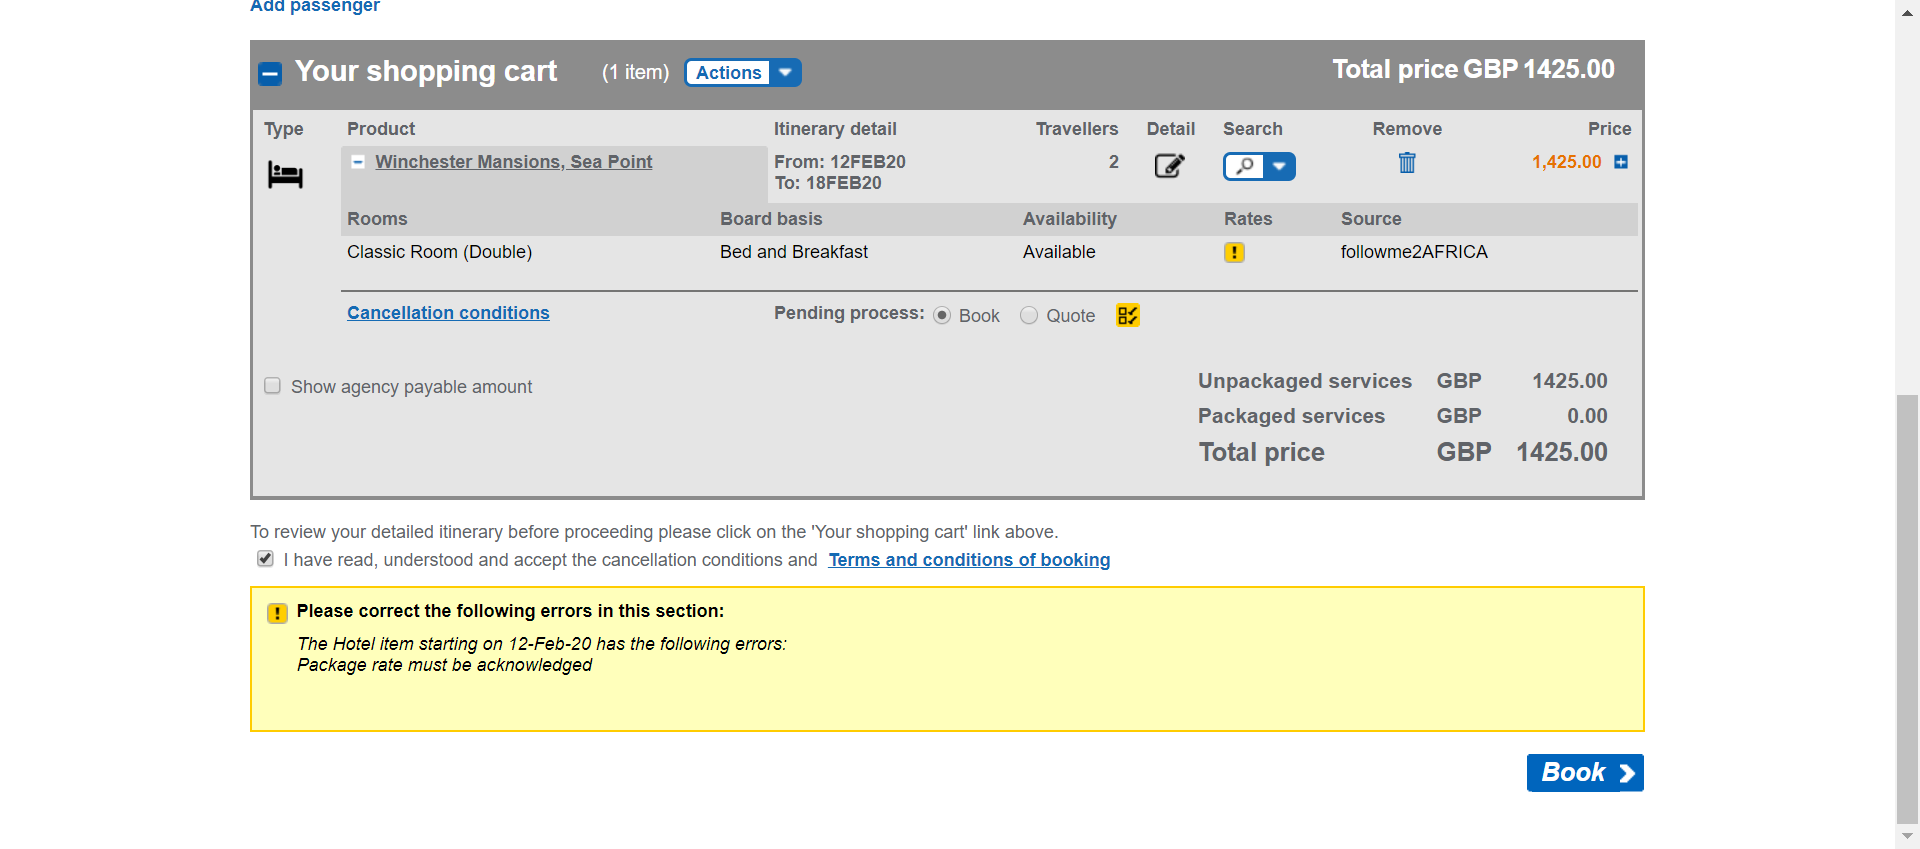 Add passenger
Your shopping cart (1 item) Actions Total price GBP 1425.00
Type Product Itinerary detail Travellers Detail Search Remove Price
Winchester Mansions, Sea Point From: 12FEB20 2 1,425.00
To: 18FEB20
Rooms Board basis Availability Rates Source
Classic Room (Double) Bed and Breakfast Available ! followme2AFRICA
Cancellation conditions Pending process: Book Quote
Show agency payable amount
Unpackaged services GBP 1425.00
Packaged services GBP 0.00
Total price GBP 1425.00
To review your detailed itinerary before proceeding please click on the 'Your shopping cart' link above.
I have read, understood and accept the cancellation conditions and Terms and conditions of booking
! Please correct the following errors in this section:
The Hotel item starting on 12-Feb-20 has the following errors:
Package rate must be acknowledged
Book